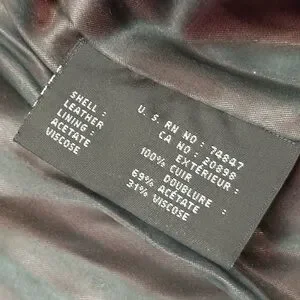 U.S. RN NO: 74847
CA NO: 20898
SHELL: EXTÉRIEUR:
LEATHER 100% CUIR
LINING: DOUBLURE:
ACETATE 69% ACÉTATE
VISCOSE 31% VISCOSE